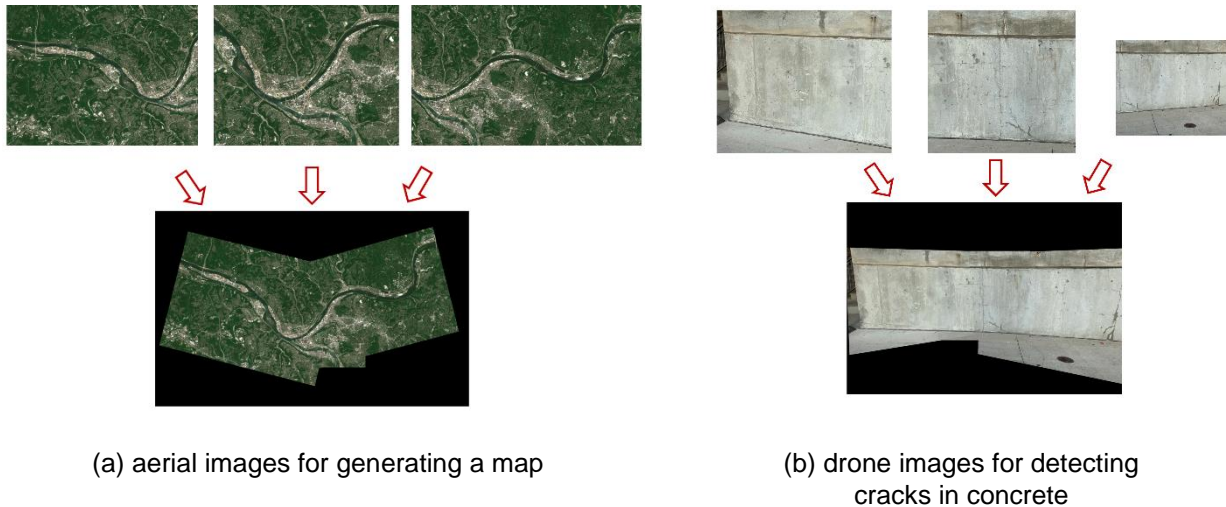 (a) aerial images for generating a map
(b) drone images for detecting
cracks in concrete